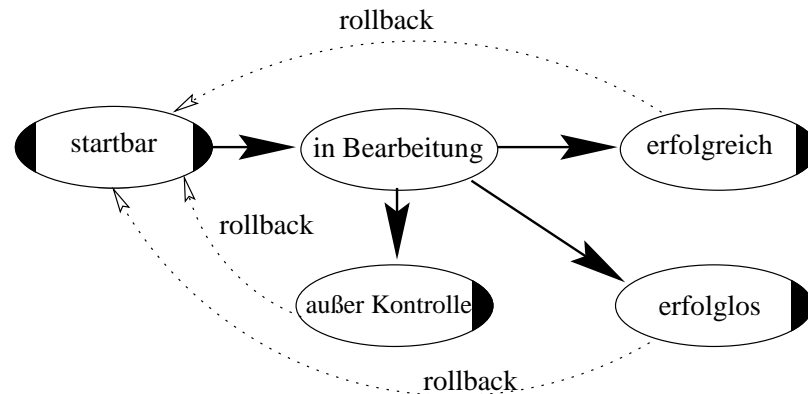 rollback
startbar
in Bearbeitung
erfolgreich
rollback
außer Kontrolle
erfolglos
rollback